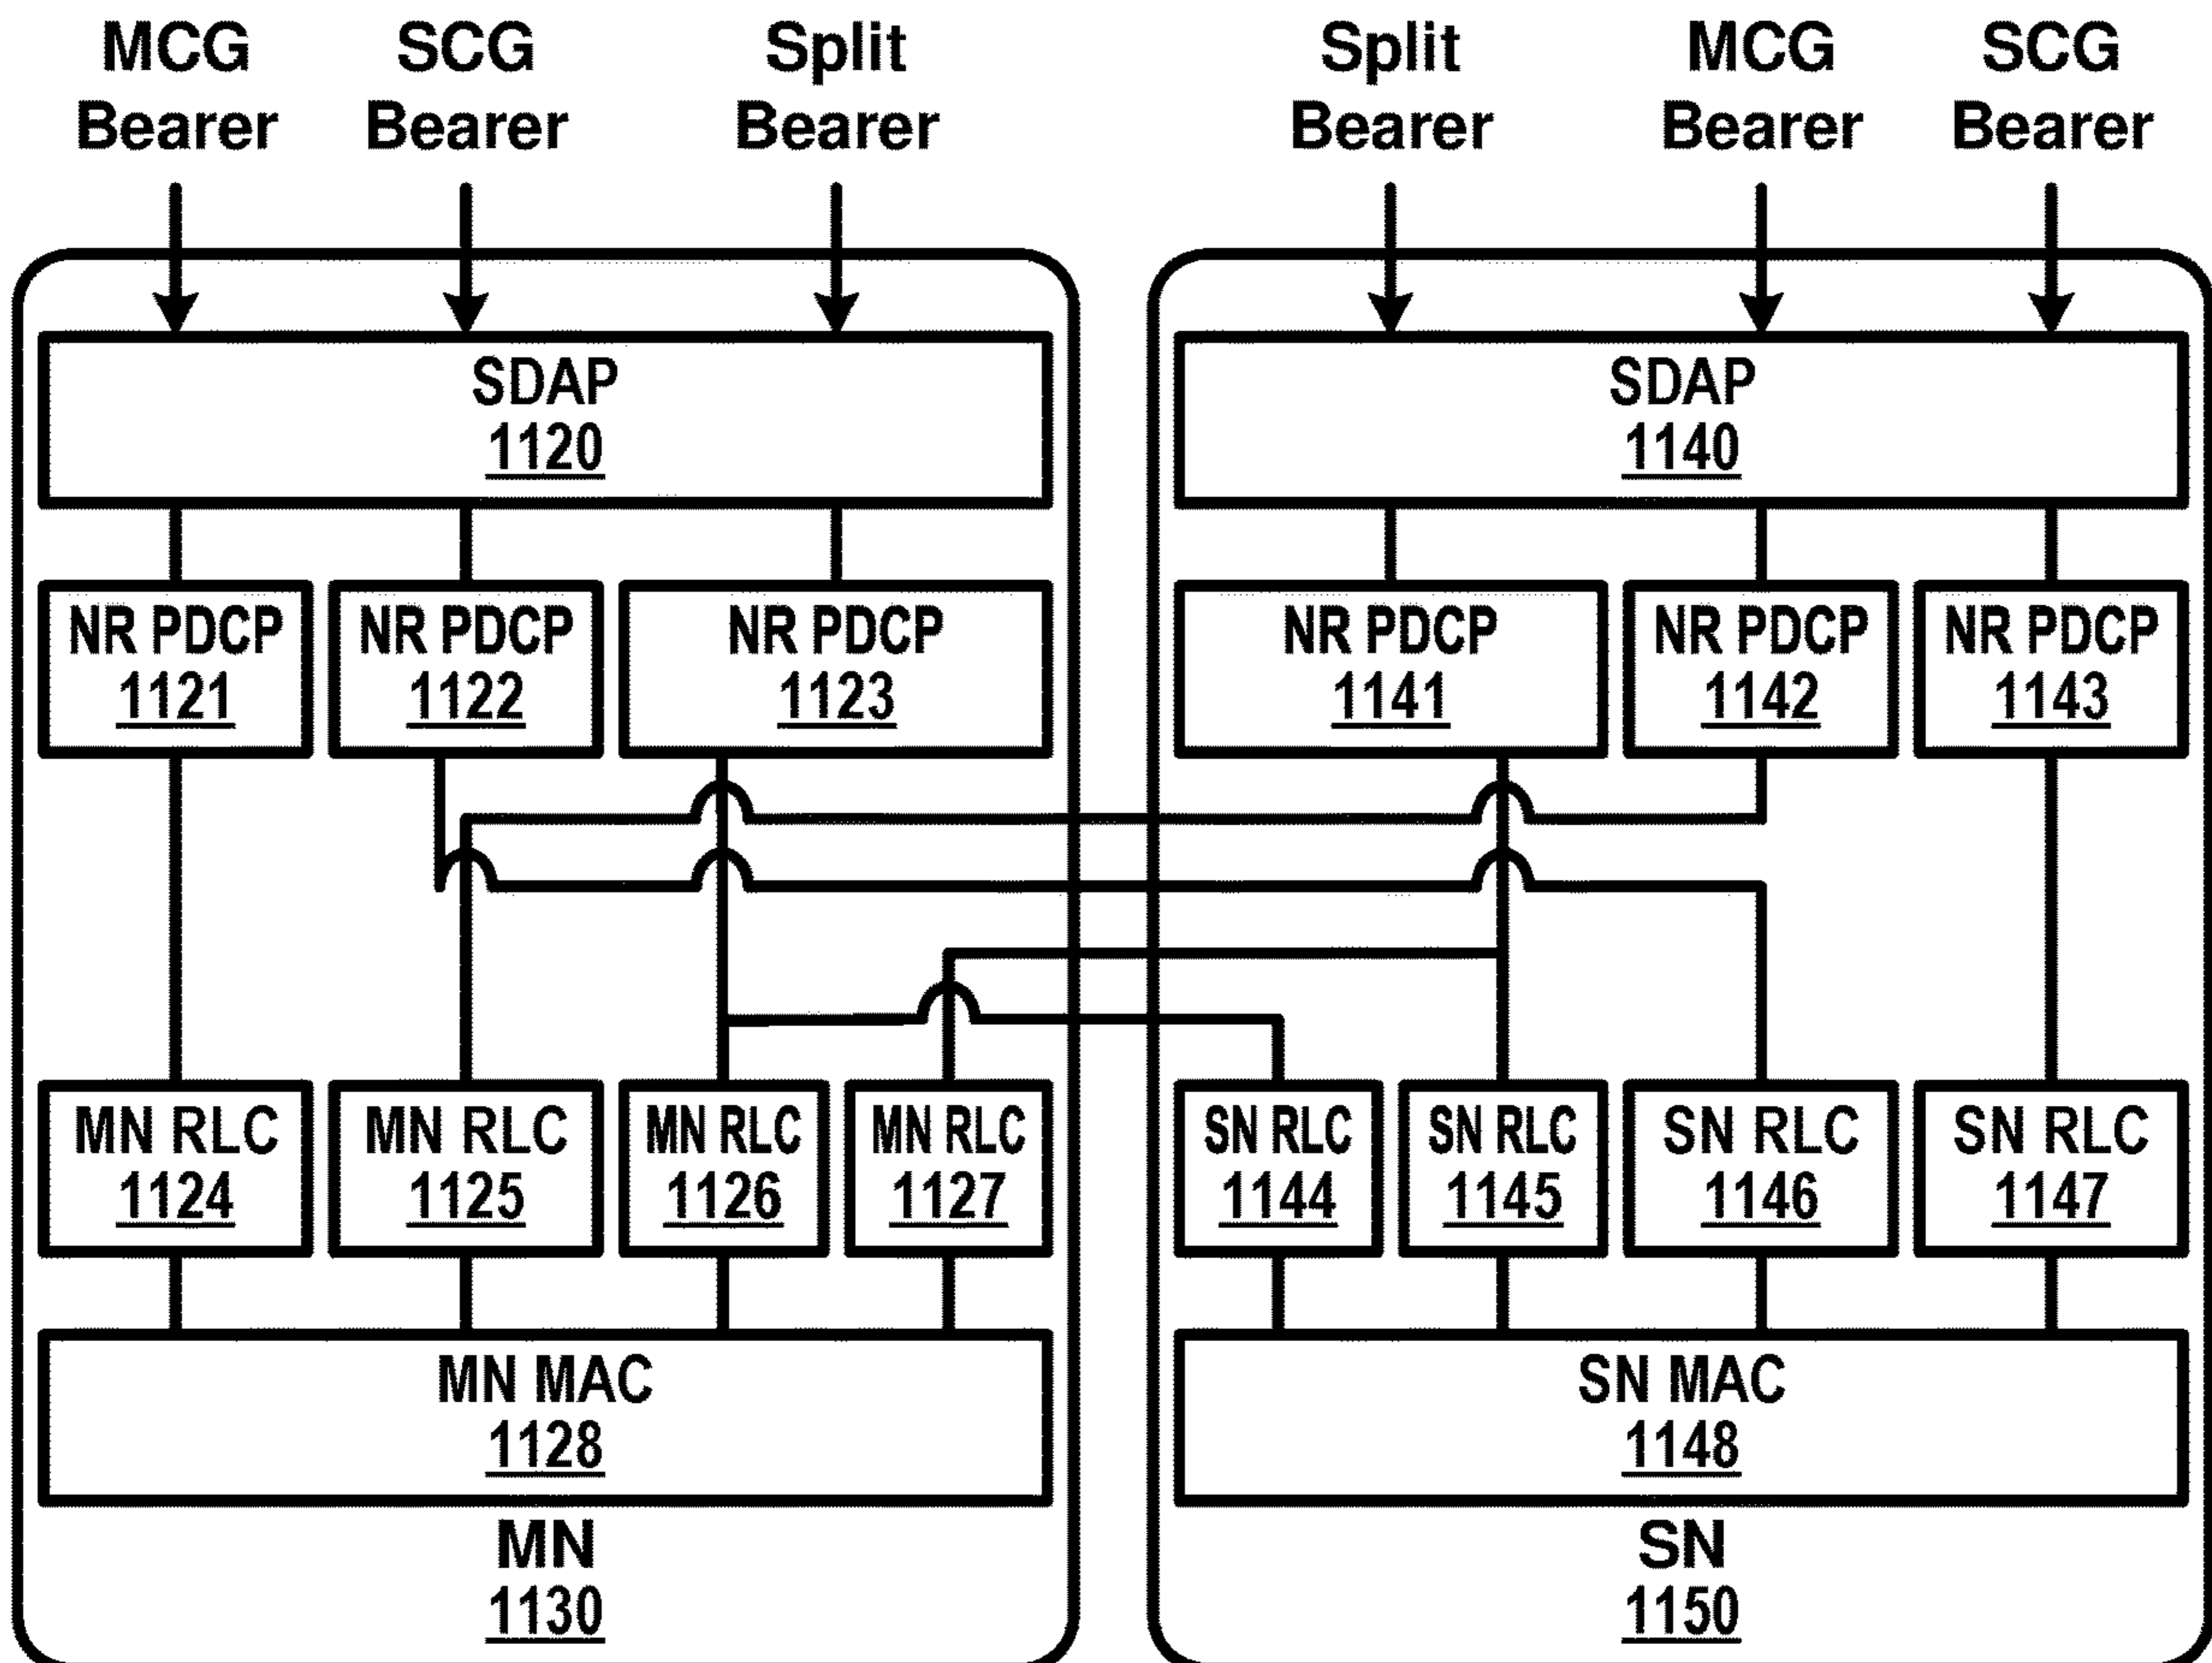 MCG
Bearer
SCG
Bearer
Split
Bearer
Split
Bearer
MCG
Bearer
SCG
Bearer
SDAP
1120
SDAP
1140
NR PDCP
1121
NR PDCP
1122
NR PDCP
1123
NR PDCP
1141
NR PDCP
1142
NR PDCP
1143
MN RLC
1124
MN RLC
1125
MN RLC
1126
MN RLC
1127
SN RLC
1144
SN RLC
1145
SN RLC
1146
SN RLC
1147
MN MAC
1128
SN MAC
1148
MN
1130
SN
1150